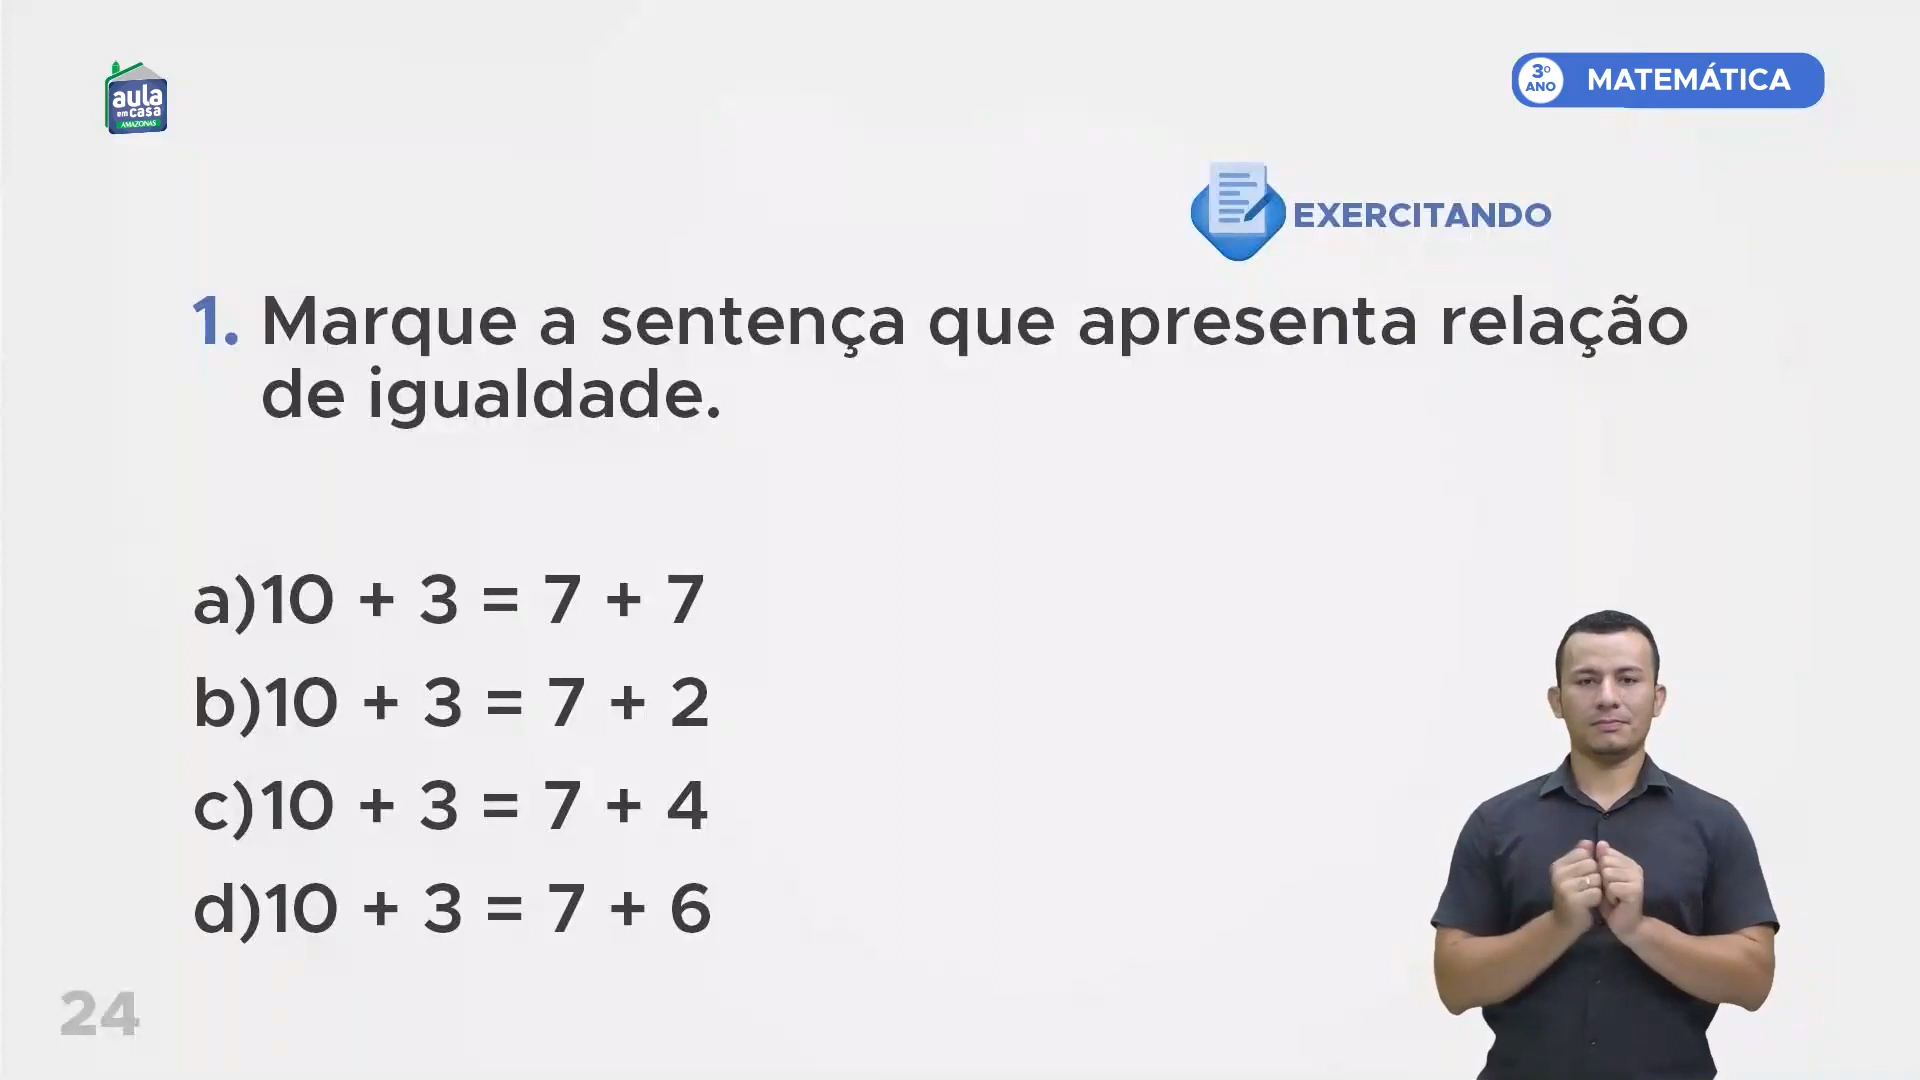 aula
em casa
AMAZONAS
3º
ANO
MATEMÁTICA
EXERCITANDO
1. Marque a sentença que apresenta relação
de igualdade.
a)10 + 3 = 7 + 7
b)10 + 3 = 7 + 2
c)10 + 3 = 7 + 4
d)10 + 3 = 7 + 6
24